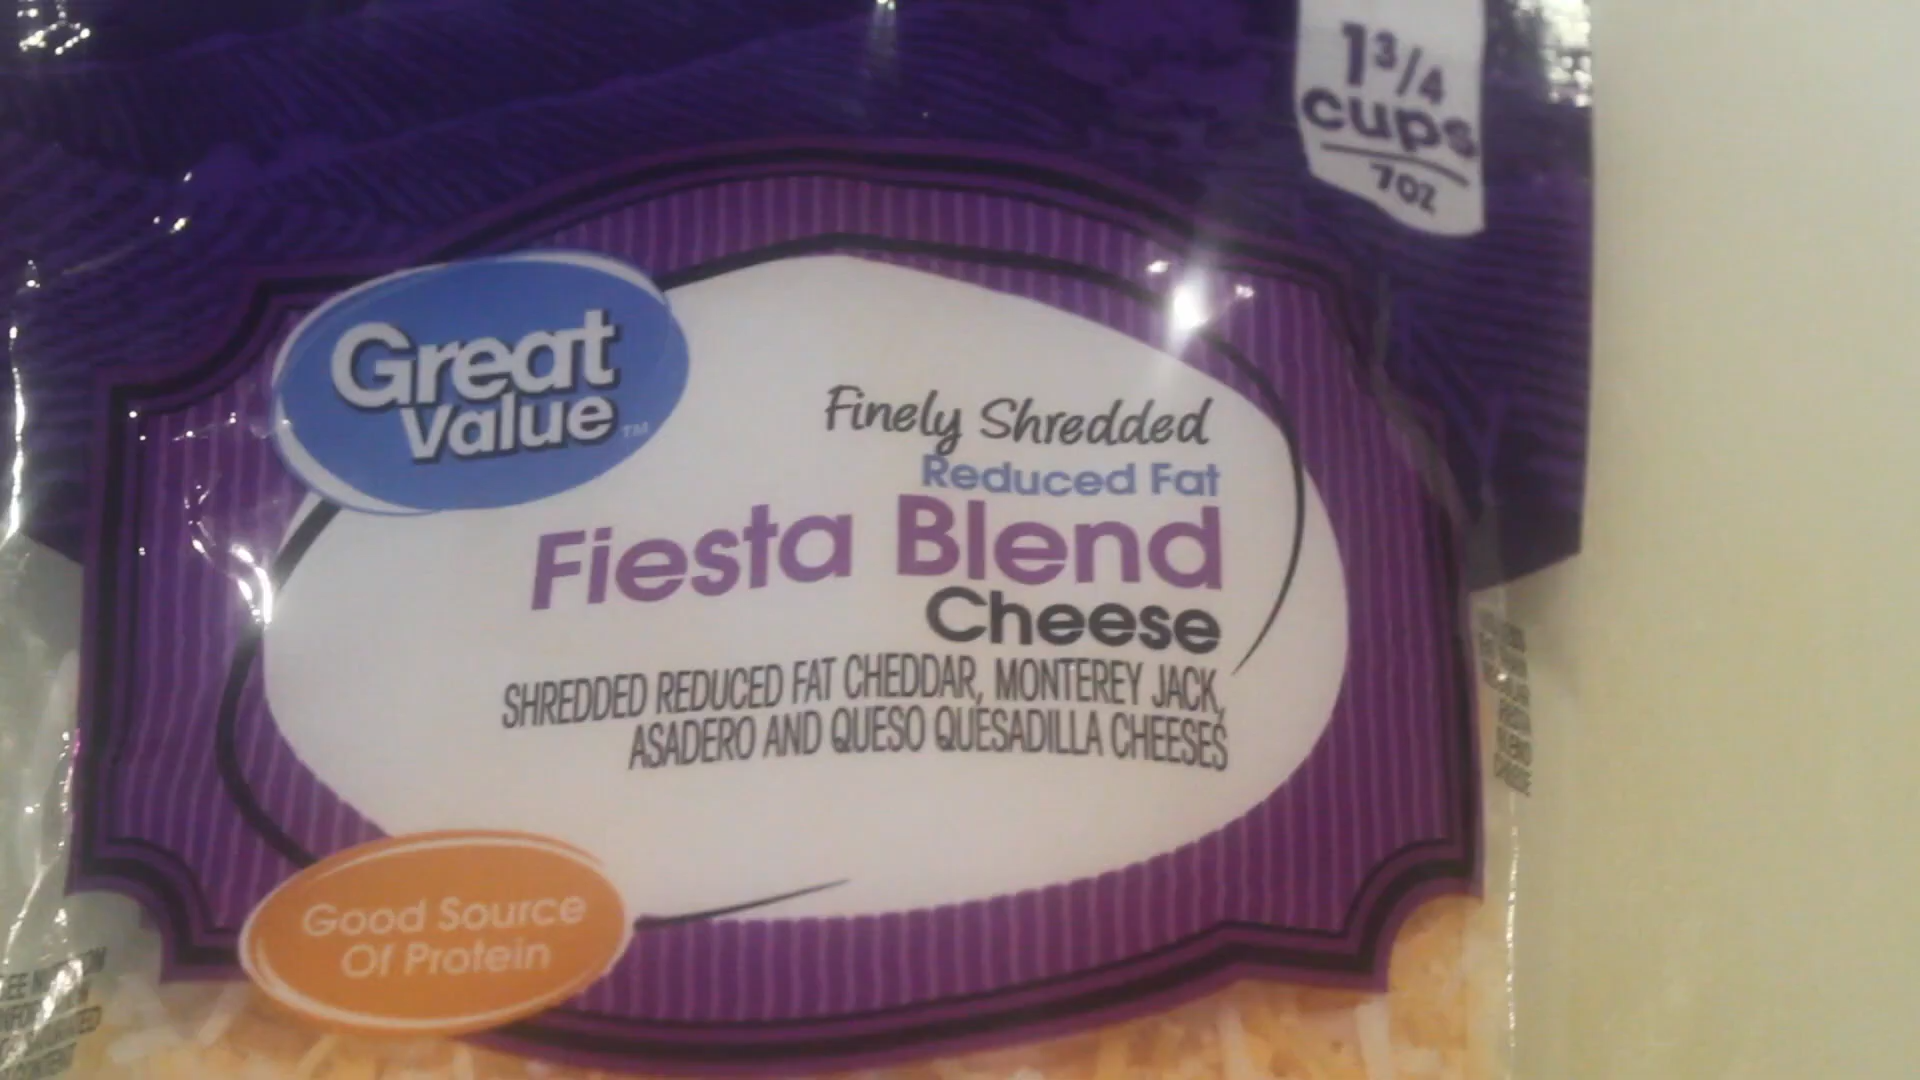 1 3/4
cups
7oz
Great
Value™
Finely Shredded
Reduced Fat
Fiesta Blend
Cheese
SHREDDED REDUCED FAT CHEDDAR, MONTEREY JACK,
ASADERO AND QUESO QUESADILLA CHEESES
Good Source
Of Protein